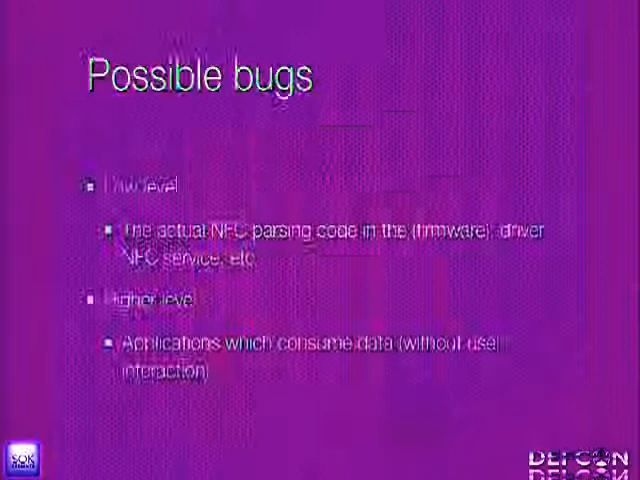 Possible bugs
Low level
The actual NFC parsing code in the (firmware), driver
NFC service, etc
Higher level
Applications which consume data (without user
interaction)
SOK
DEFCON